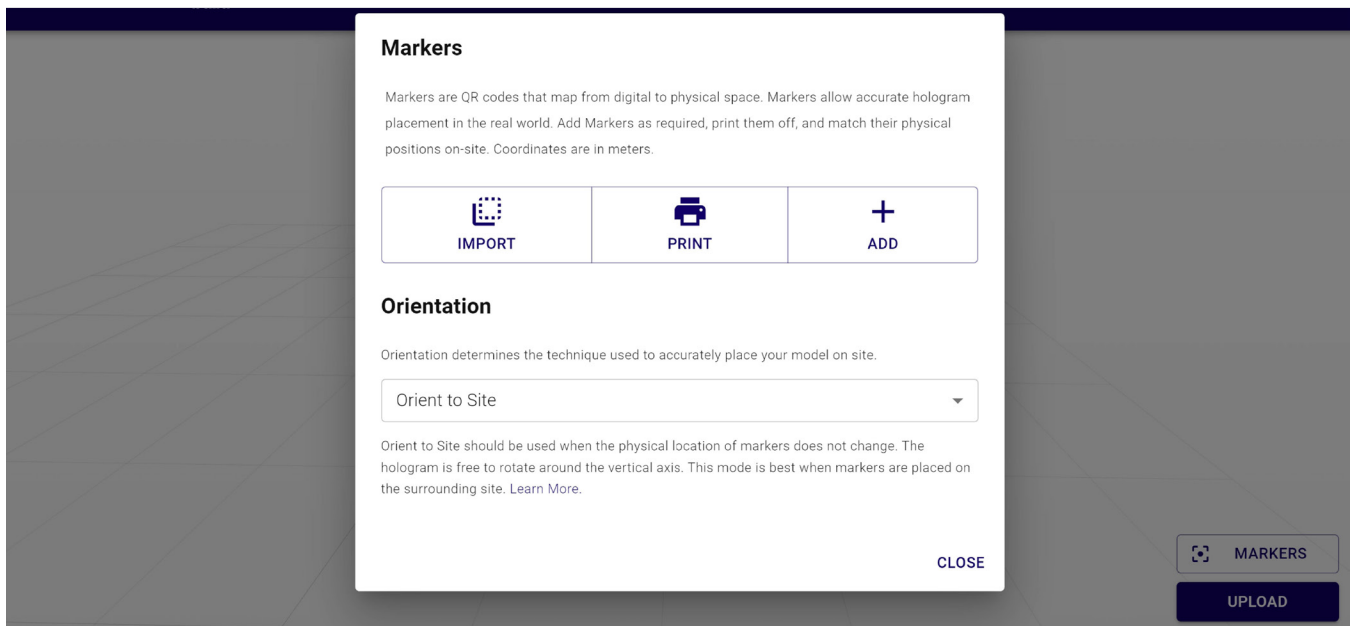 Markers
Markers are QR codes that map from digital to physical space. Markers allow accurate hologram
placement in the real world. Add Markers as required, print them off, and match their physical
positions on-site. Coordinates are in meters.
IMPORT
PRINT
ADD
Orientation
Orientation determines the technique used to accurately place your model on site.
Orient to Site
Orient to Site should be used when the physical location of markers does not change. The
hologram is free to rotate around the vertical axis. This mode is best when markers are placed on
the surrounding site. Learn More.
CLOSE
MARKERS
UPLOAD